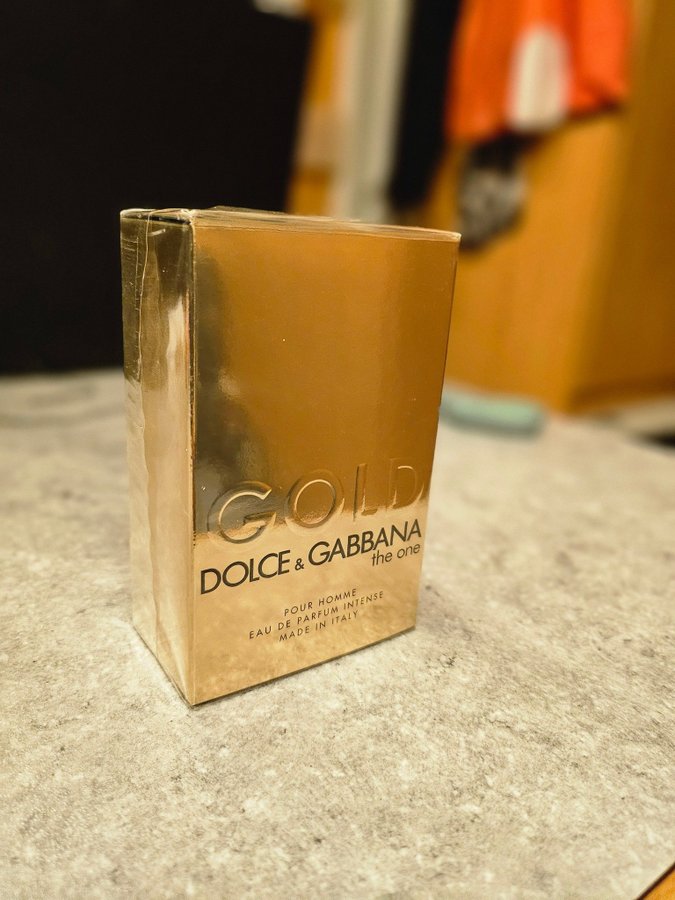 GOLD
DOLCE & GABBANA
the one
POUR HOMME
EAU DE PARFUM INTENSE
MADE IN ITALY